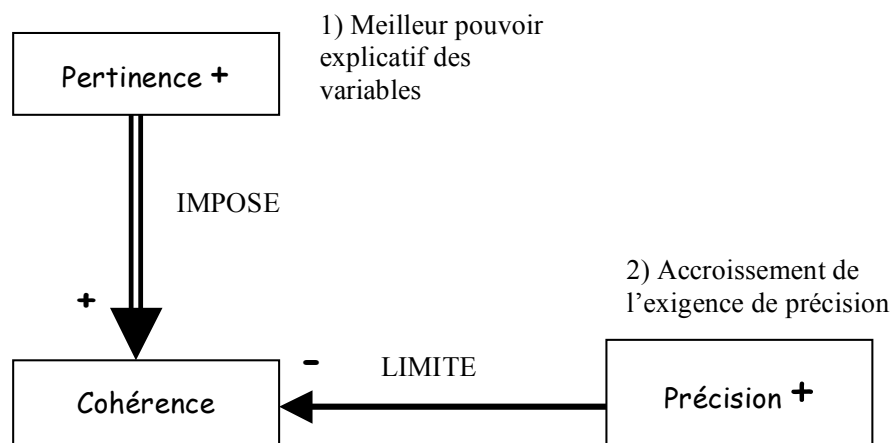 1) Meilleur pouvoir
explicatif des
variables
Pertinence +
IMPOSE
+
2) Accroissement de
l’exigence de précision
-
LIMITE
Cohérence
Précision +